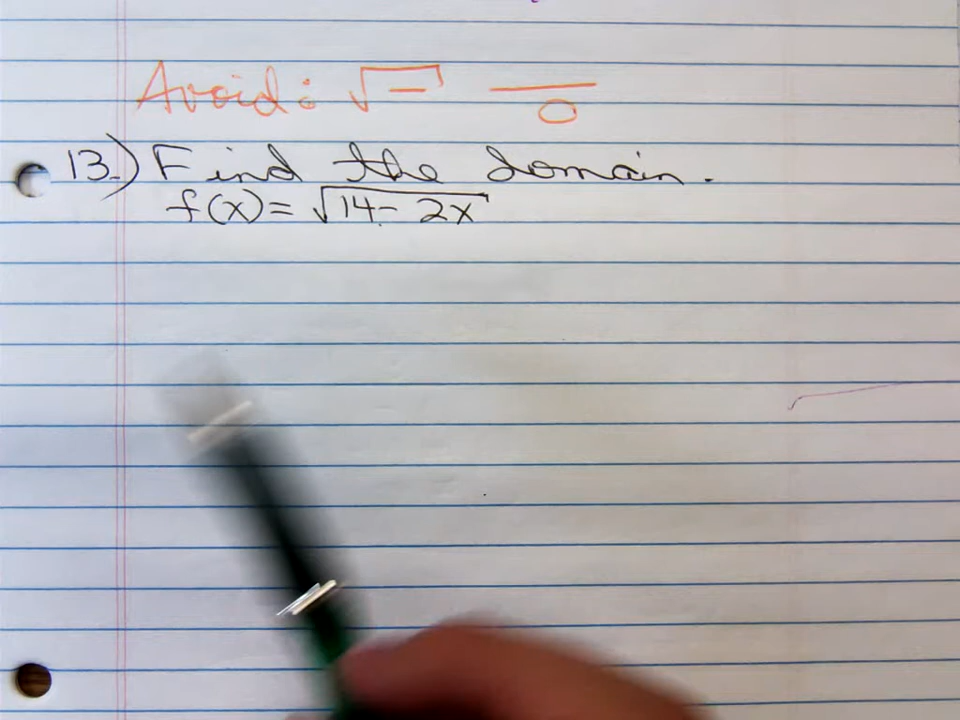 Avoid: √− —/0
13.) Find the domain.
f(x) = √14 - 2x